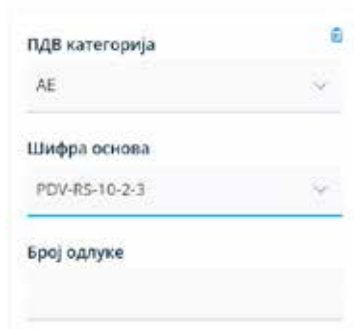 ПДВ категорија
AE
Шифра основа
PDV-RS-10-2-3
Број одлуке